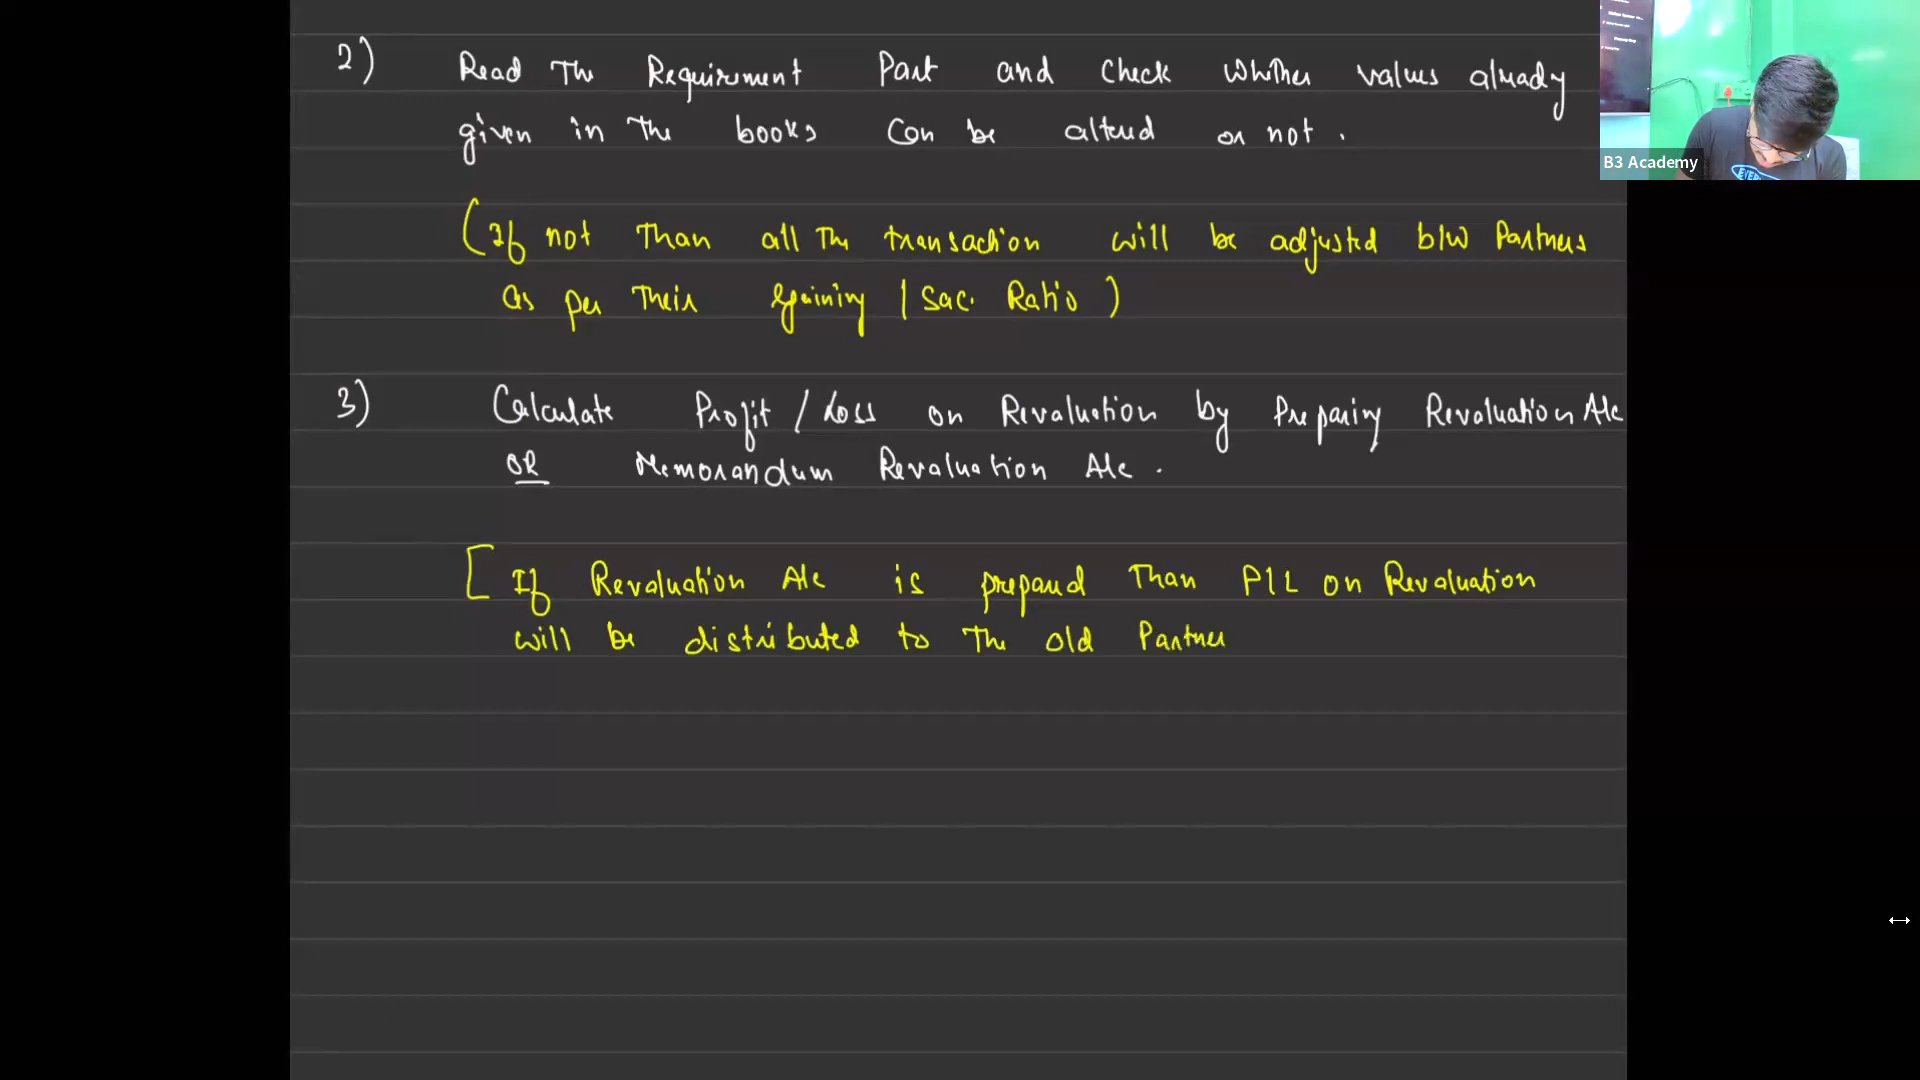 2) Read The Requirement Part and Check Whether values already
given in The books Can be altered or not .
(If not Than all The transaction will be adjusted b/w Partners
as per Their gaining / Sac. Ratio )
3) Calculate Profit / Loss on Revaluation by Preparing Revaluation A/c
OR Memorandum Revaluation A/c .
[ If Revaluation A/c is prepared Than P/L on Revaluation
will be distributed to The old Partner
B3 Academy